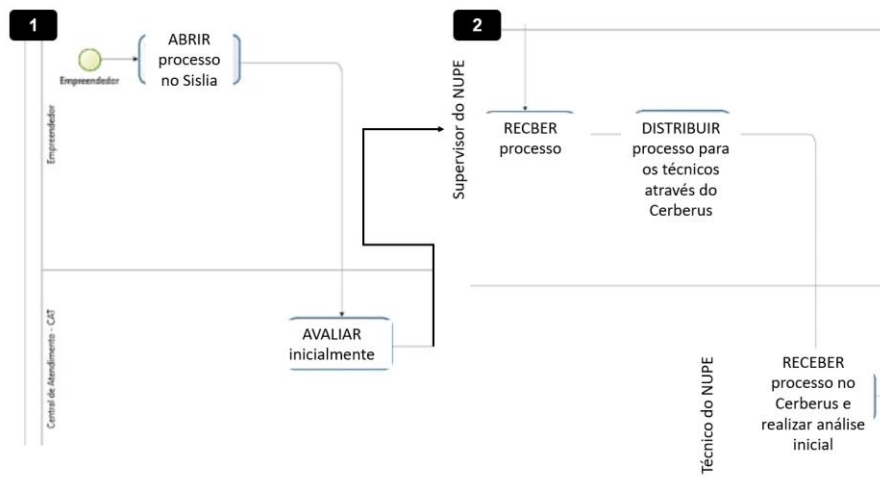 1
ABRIR
processo
no Sislia
Empreendedor
Empreendedor
AVALIAR
inicialmente
Central de Atendimento - CAT
2
Supervisor do NUPE
RECBER
processo
DISTRIBUIR
processo para
os técnicos
através do
Cerberus
Técnico do NUPE
RECEBER
processo no
Cerberus e
realizar análise
inicial